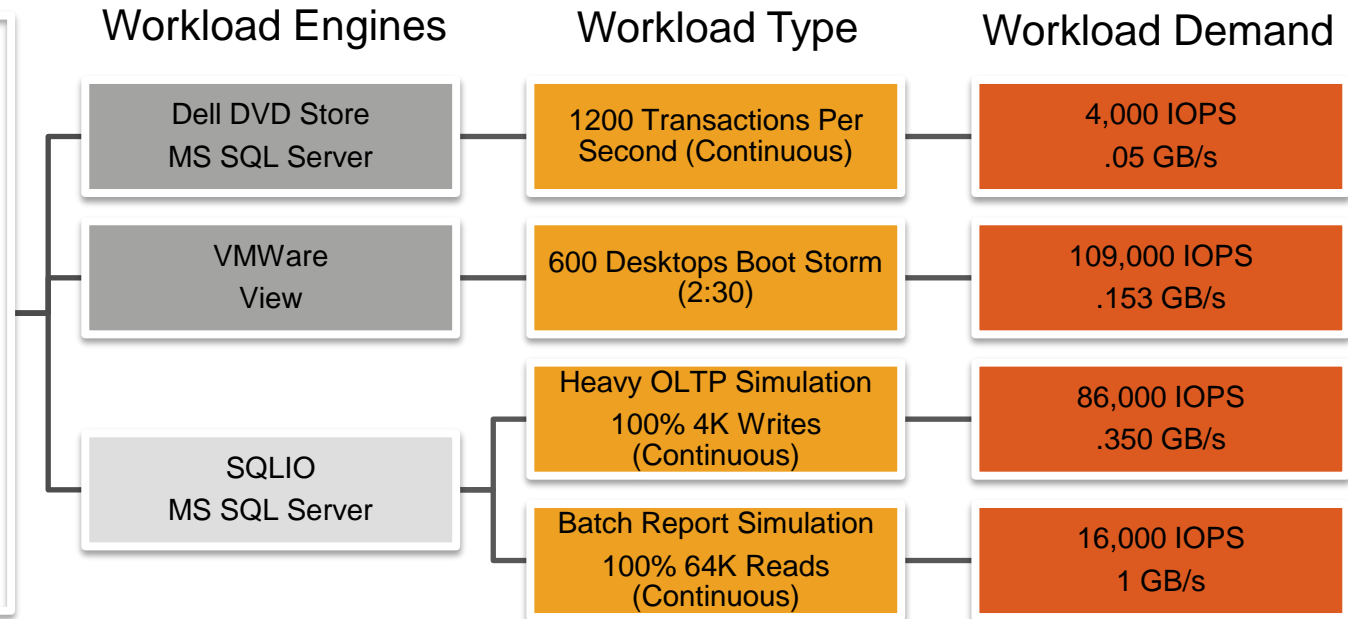 Workload Engines
Workload Type
Workload Demand
Dell DVD Store
MS SQL Server
1200 Transactions Per
Second (Continuous)
4,000 IOPS
.05 GB/s
VMWare
View
600 Desktops Boot Storm
(2:30)
109,000 IOPS
.153 GB/s
SQLIO
MS SQL Server
Heavy OLTP Simulation
100% 4K Writes
(Continuous)
86,000 IOPS
.350 GB/s
Batch Report Simulation
100% 64K Reads
(Continuous)
16,000 IOPS
1 GB/s